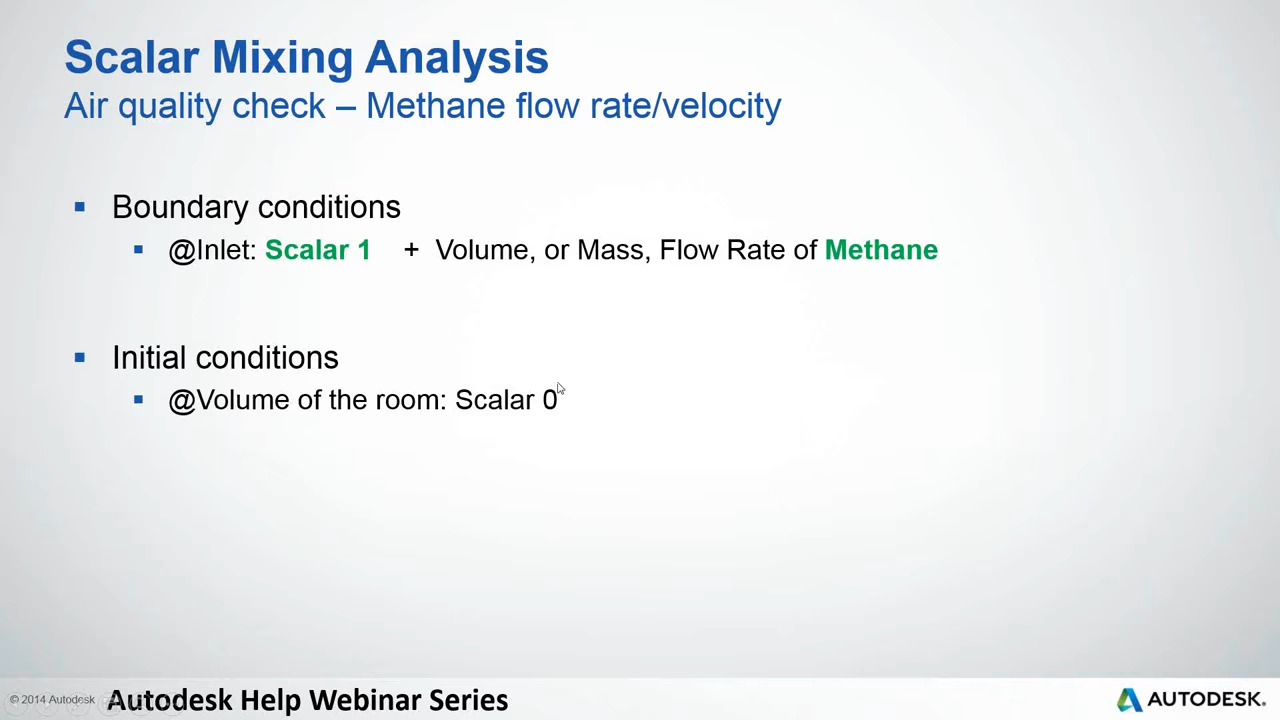 Scalar Mixing Analysis
Air quality check – Methane flow rate/velocity
Boundary conditions
@Inlet: Scalar 1 + Volume, or Mass, Flow Rate of Methane
Initial conditions
@Volume of the room: Scalar 0
© 2014 Autodesk
Autodesk Help Webinar Series
AUTODESK.